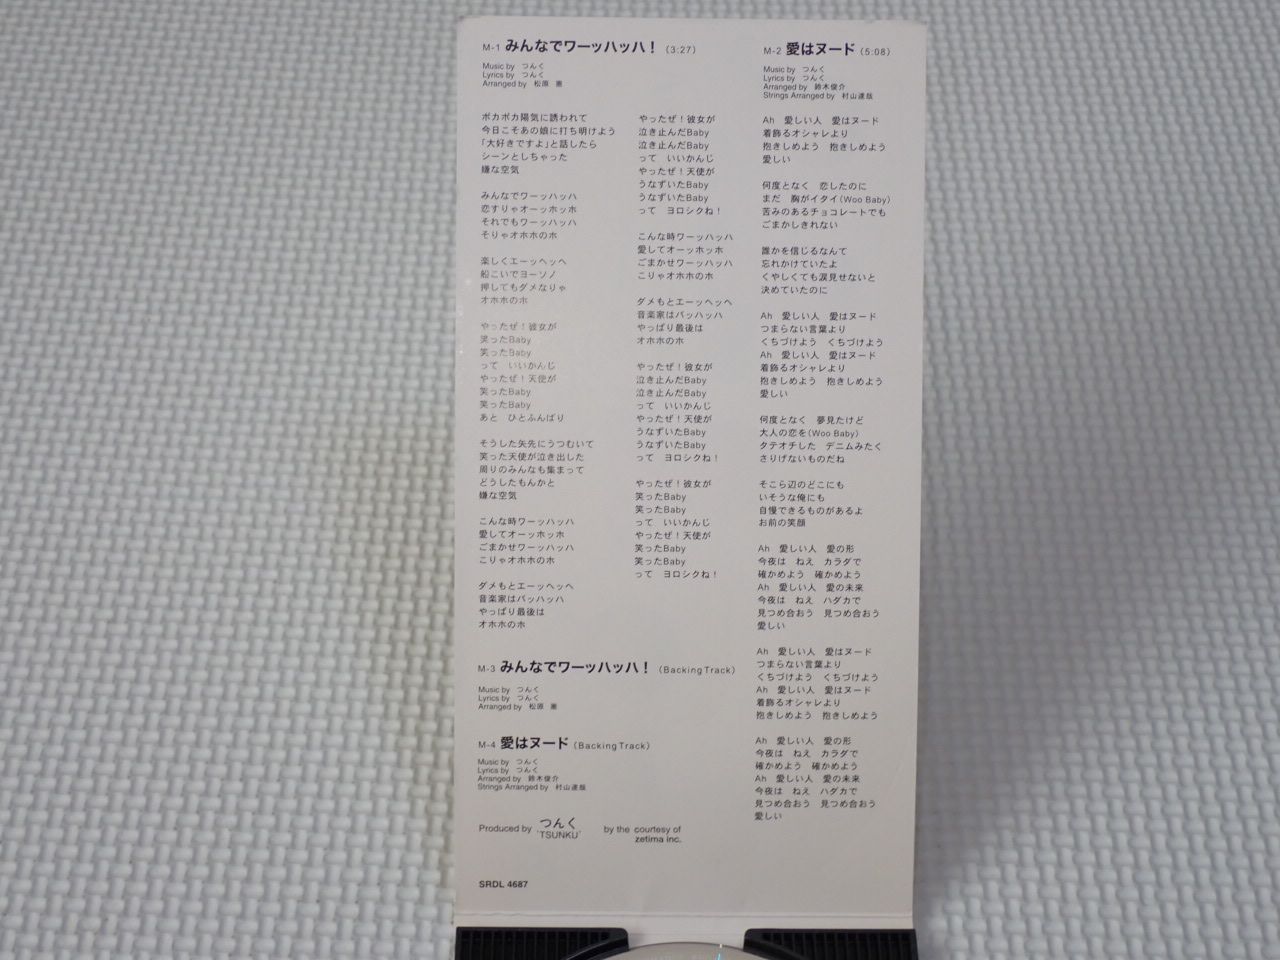 M-1 みんなでワーッハッハ！ (3:27)
Music by つんく
Lyrics by つんく
Arranged by 松原 憲
ポカポカ陽気に誘われて
今日こそあの娘に打ち明けよう
「大好きですよ」と話したら
シーンとしちゃった
嫌な空気
みんなでワーッハッハ
恋すりゃオーッホッホ
それでもワーッハッハ
そりゃオホホのホ
楽しくエーッヘッヘ
船こいでヨーソノ
押してもダメなりゃ
オホホのホ
やったぜ！彼女が
笑ったBaby
笑ったBaby
って いいかんじ
やったぜ！天使が
笑ったBaby
笑ったBaby
あと ひとふんばり
そうした矢先にうつむいて
笑った天使が泣き出した
周りのみんなも集まって
どうしたもんかと
嫌な空気
こんな時ワーッハッハ
愛してオーッホッホ
ごまかせワーッハッハ
こりゃオホホのホ
ダメもとエーッヘッヘ
音楽家はバッハッハ
やっぱり最後は
オホホのホ
やったぜ！彼女が
泣き止んだBaby
泣き止んだBaby
って いいかんじ
やったぜ！天使が
うなずいたBaby
うなずいたBaby
って ヨロシクね！
こんな時ワーッハッハ
愛してオーッホッホ
ごまかせワーッハッハ
こりゃオホホのホ
ダメもとエーッヘッヘ
音楽家はバッハッハ
やっぱり最後は
オホホのホ
やったぜ！彼女が
泣き止んだBaby
泣き止んだBaby
って いいかんじ
やったぜ！天使が
うなずいたBaby
うなずいたBaby
って ヨロシクね！
やったぜ！彼女が
笑ったBaby
笑ったBaby
って いいかんじ
やったぜ！天使が
笑ったBaby
笑ったBaby
って ヨロシクね！
M-2 愛はヌード (5:08)
Music by つんく
Lyrics by つんく
Arranged by 鈴木俊介
Strings Arranged by 村山達哉
Ah 愛しい人 愛はヌード
着飾るオシャレより
抱きしめよう 抱きしめよう
愛しい
何度となく 恋したのに
まだ 胸がイタイ(Woo Baby)
苦みのあるチョコレートでも
ごまかしきれない
誰かを信じるなんて
忘れかけていたよ
くやしくても涙見せないと
決めていたのに
Ah 愛しい人 愛はヌード
つまらない言葉より
くちづけよう くちづけよう
Ah 愛しい人 愛はヌード
着飾るオシャレより
抱きしめよう 抱きしめよう
愛しい
何度となく 夢見たけど
大人の恋を(Woo Baby)
タテオチした デニムみたく
さりげないものだね
そこら辺のどこにも
いそうな俺にも
自慢できるものがあるよ
お前の笑顔
Ah 愛しい人 愛の形
今夜は ねえ カラダで
確かめよう 確かめよう
Ah 愛しい人 愛の未来
今夜は ねえ ハダカで
見つめ合おう 見つめ合おう
愛しい
Ah 愛しい人 愛はヌード
つまらない言葉より
くちづけよう くちづけよう
Ah 愛しい人 愛はヌード
着飾るオシャレより
抱きしめよう 抱きしめよう
Ah 愛しい人 愛の形
今夜は ねえ カラダで
確かめよう 確かめよう
Ah 愛しい人 愛の未来
今夜は ねえ ハダカで
見つめ合おう 見つめ合おう
愛しい
M-3 みんなでワーッハッハ！ (Backing Track)
Music by つんく
Lyrics by つんく
Arranged by 松原 憲
M-4 愛はヌード (Backing Track)
Music by つんく
Lyrics by つんく
Arranged by 鈴木俊介
Strings Arranged by 村山達哉
Produced by つんく 'TSUNKU' by the courtesy of
zetima inc.
SRDL 4687